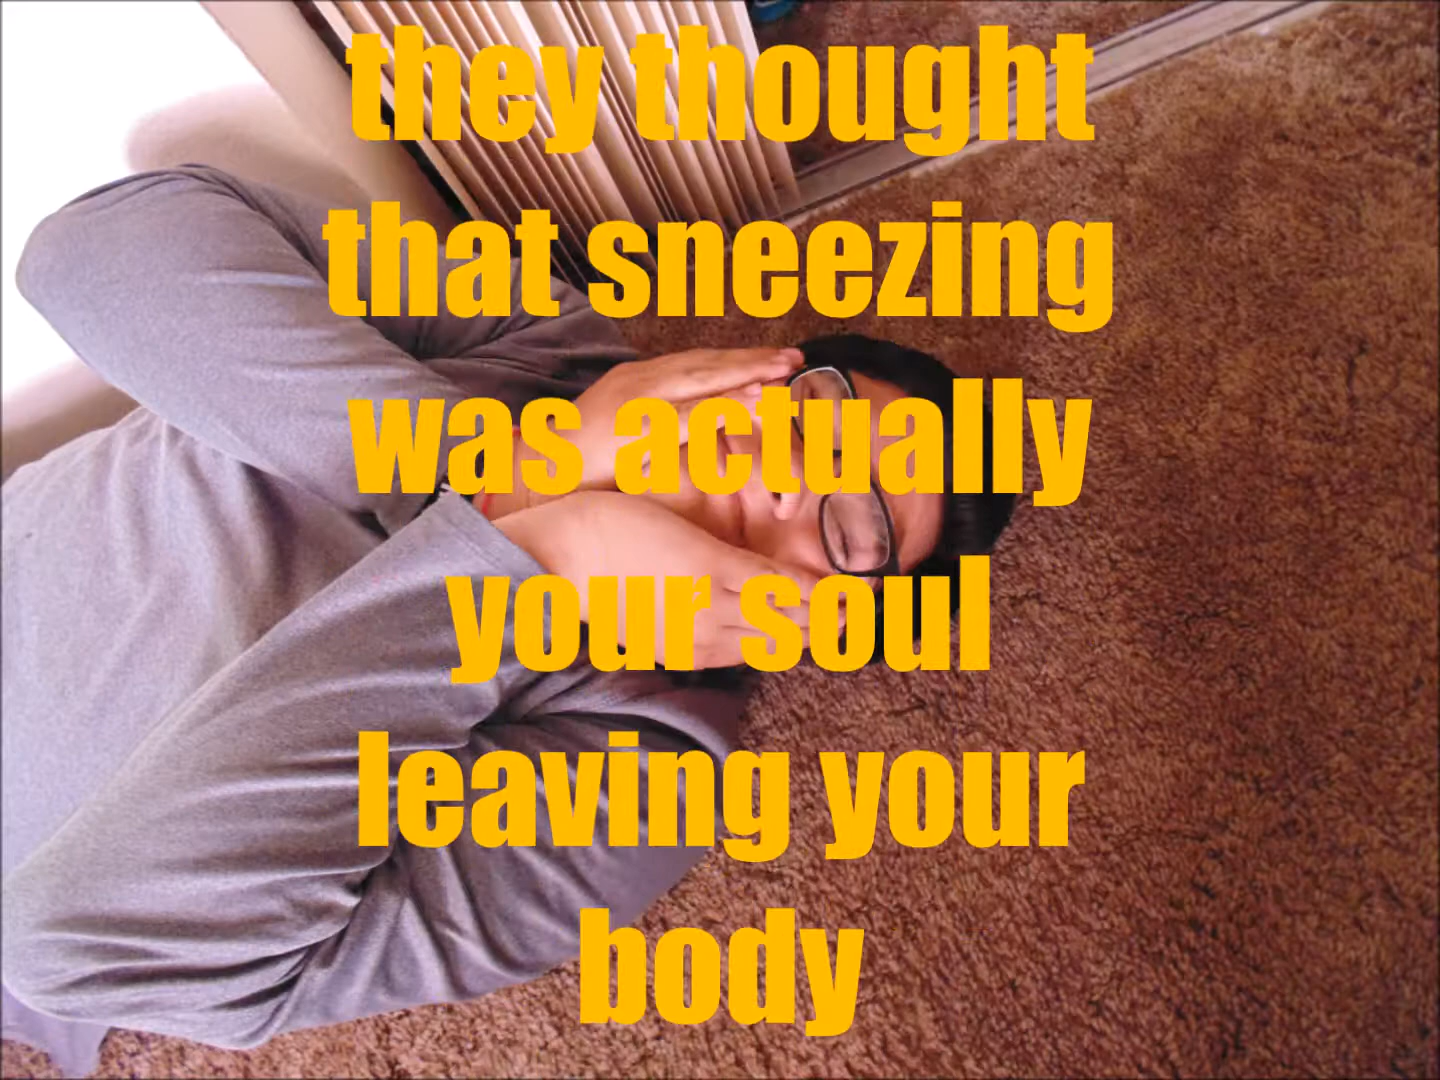 they thought
that sneezing
was actually
your soul
leaving your
body